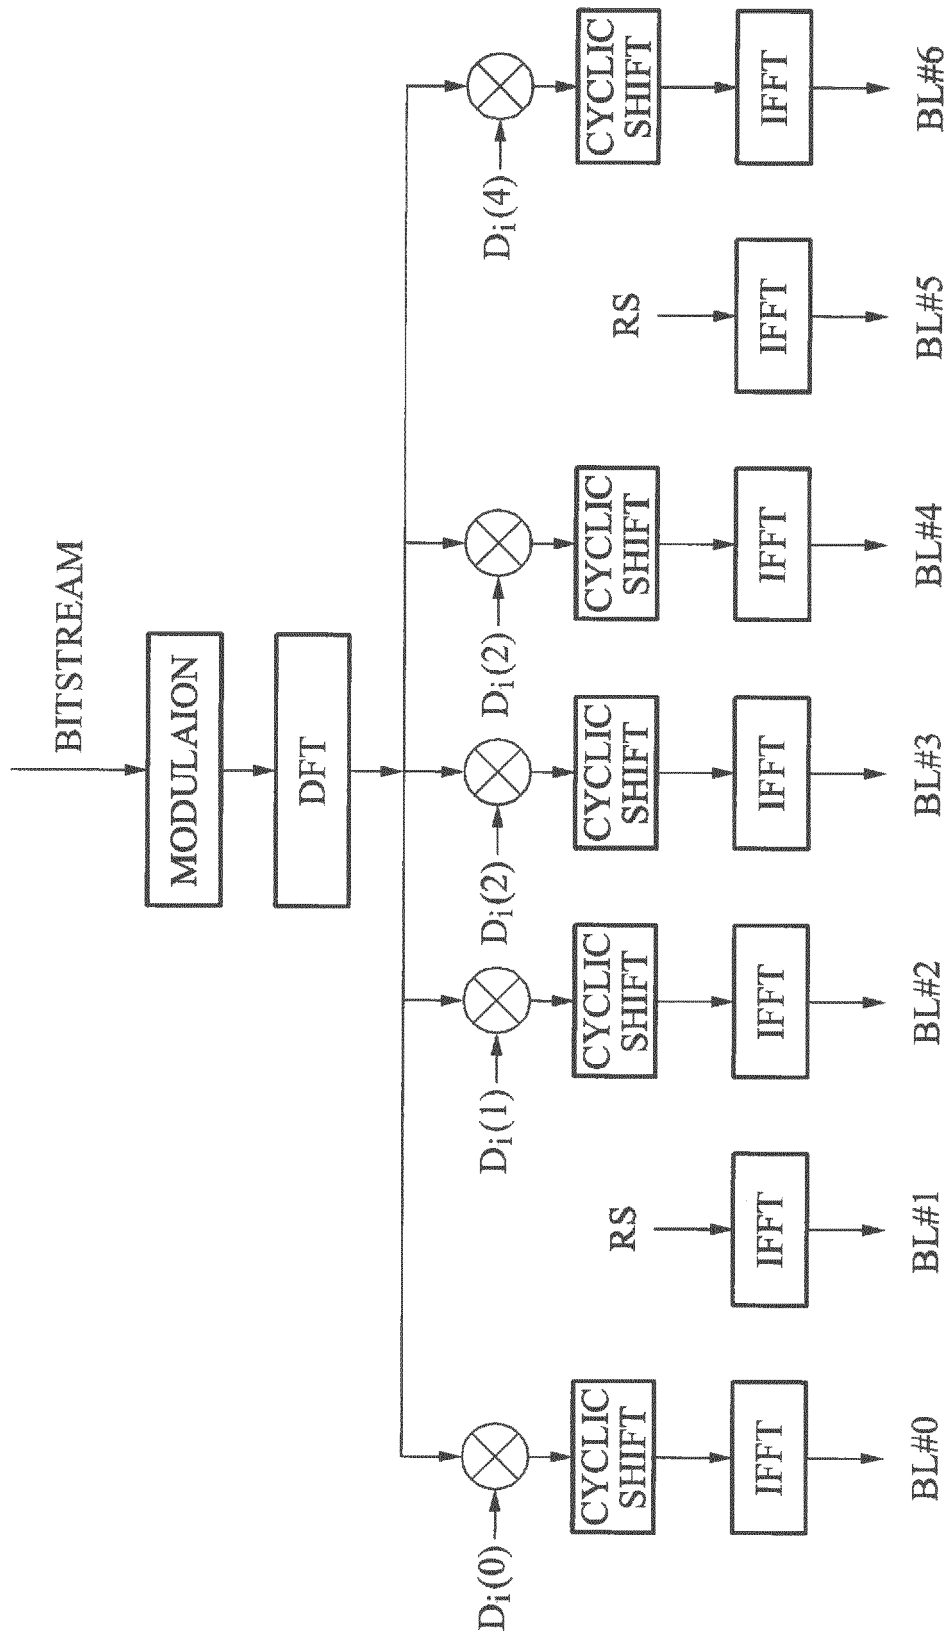 BITSTREAM
MODULAION
DFT
Di(0)
Di(1)
Di(2)
Di(2)
Di(4)
CYCLIC
SHIFT
RS
CYCLIC
SHIFT
CYCLIC
SHIFT
CYCLIC
SHIFT
RS
CYCLIC
SHIFT
IFFT
IFFT
IFFT
IFFT
IFFT
IFFT
IFFT
BL#0
BL#1
BL#2
BL#3
BL#4
BL#5
BL#6